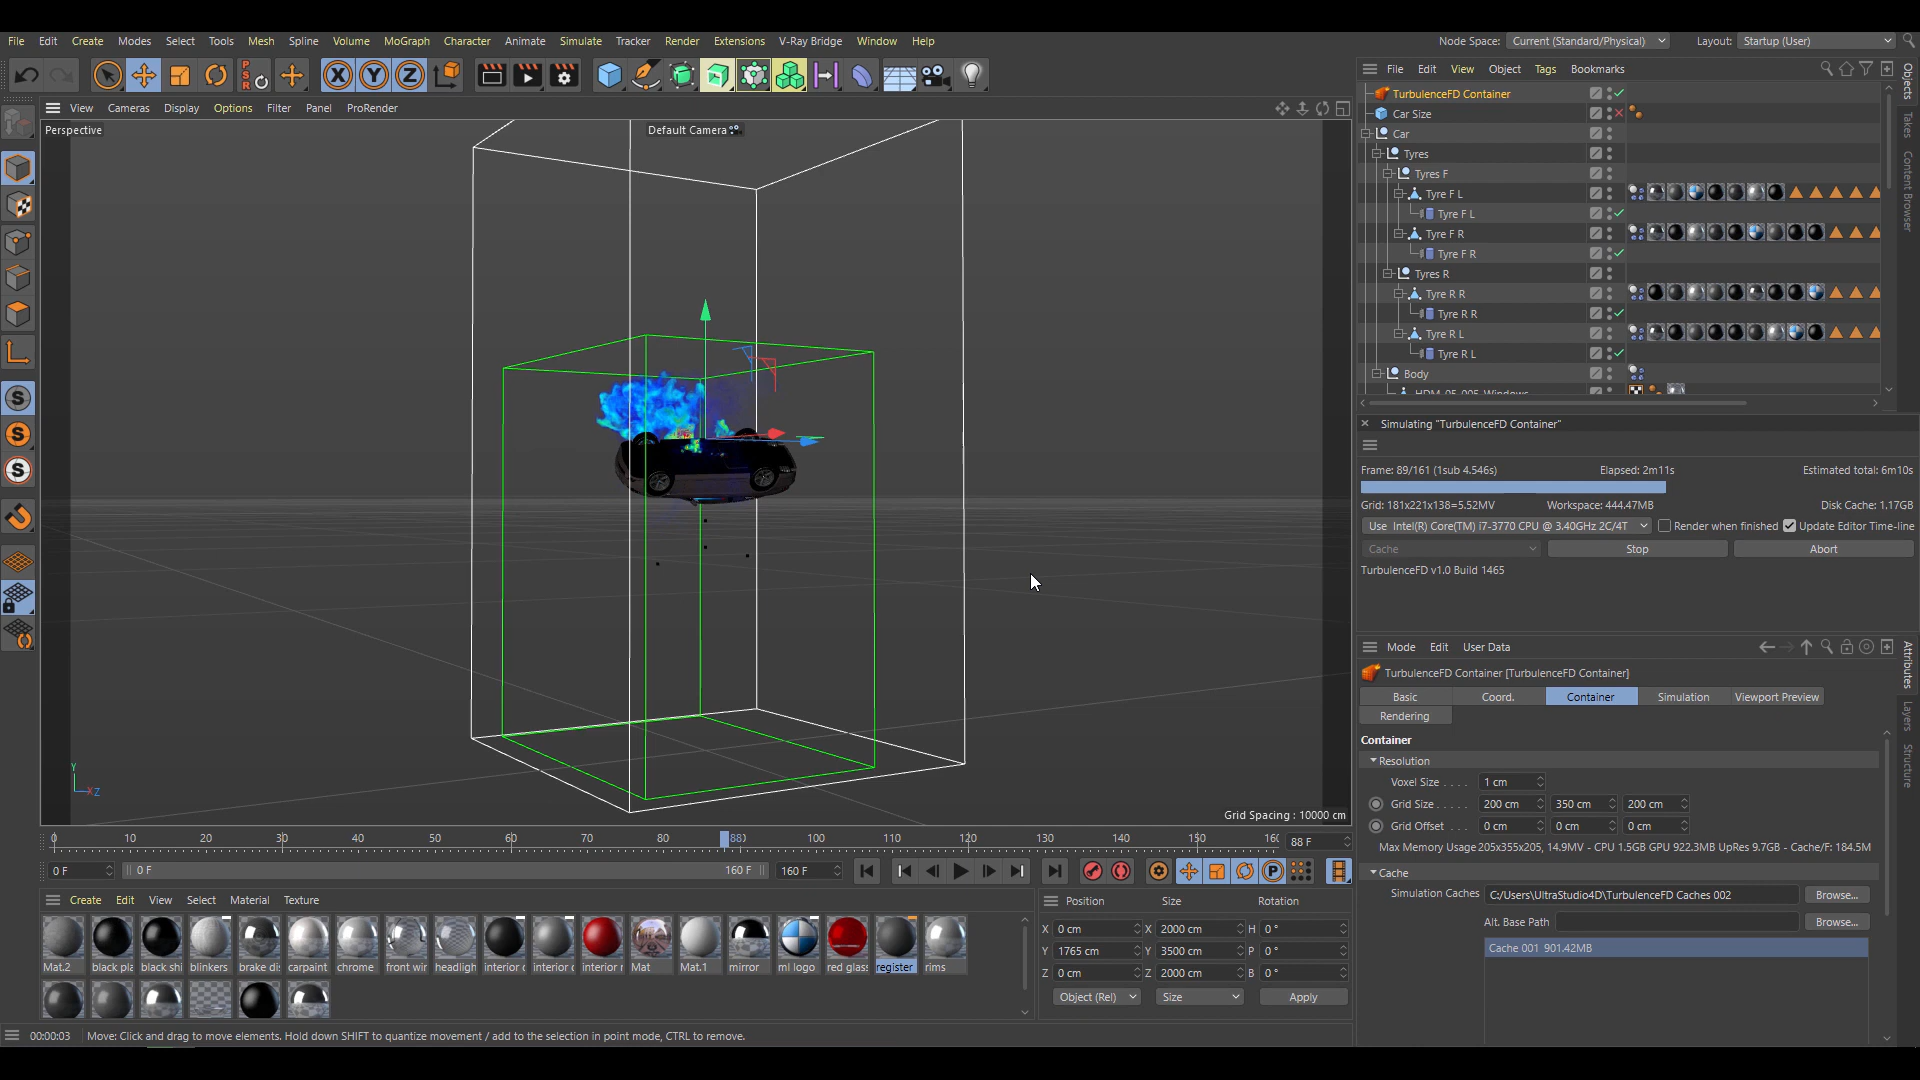 File Edit Create Modes Select Tools Mesh Spline Volume MoGraph Character Animate Simulate Tracker Render Extensions V-Ray Bridge Window Help
Node Space: Current (Standard/Physical) Layout: Startup (User)
PSR
X Y Z
File Edit View Object Tags Bookmarks
View Cameras Display Options Filter Panel ProRender
Perspective
Default Camera
TurbulenceFD Container
Car Size
Car
Tyres
Tyres F
Tyre F L
Tyre F L
Tyre F R
Tyre F R
Tyres R
Tyre R R
Tyre R R
Tyre R L
Tyre R L
Body
HDM_05_005_Windows
Objects
Takes
Content Browser
Simulating "TurbulenceFD Container"
Frame: 89/161 (1sub 4.546s) Elapsed: 2m11s Estimated total: 6m10s
Grid: 181x221x138=5.52MV Workspace: 444.47MB Disk Cache: 1.17GB
Use Intel(R) Core(TM) i7-3770 CPU @ 3.40GHz 2C/4T Render when finished Update Editor Time-line
Cache Stop Abort
TurbulenceFD v1.0 Build 1465
Mode Edit User Data
TurbulenceFD Container [TurbulenceFD Container]
Basic Coord. Container Simulation Viewport Preview
Rendering
Container
Resolution
Voxel Size . . . . 1 cm
Grid Size . . . . . 200 cm 350 cm 200 cm
Grid Offset . . . 0 cm 0 cm 0 cm
Max Memory Usage 205x355x205, 14.9MV - CPU 1.5GB GPU 922.3MB UpRes 9.7GB - Cache/F: 184.5M
Cache
Simulation Caches C:/Users\UltraStudio4D\TurbulenceFD Caches 002 Browse...
Alt. Base Path Browse...
Cache 001 901.42MB
Attributes
Layers
Structure
Y
X Z
Grid Spacing : 10000 cm
0 10 20 30 40 50 60 70 80 88 100 110 120 130 140 150 160 88 F
0 F 0 F 160 F 160 F
Create Edit View Select Material Texture
Mat.2 black pla black shi blinkers brake dis carpaint chrome front wir headligh interior c interior c interior r Mat Mat.1 mirror ml logo red glass register rims
Position Size Rotation
X 0 cm X 2000 cm H 0 °
Y 1765 cm Y 3500 cm P 0 °
Z 0 cm Z 2000 cm B 0 °
Object (Rel) Size Apply
00:00:03 Move: Click and drag to move elements. Hold down SHIFT to quantize movement / add to the selection in point mode, CTRL to remove.